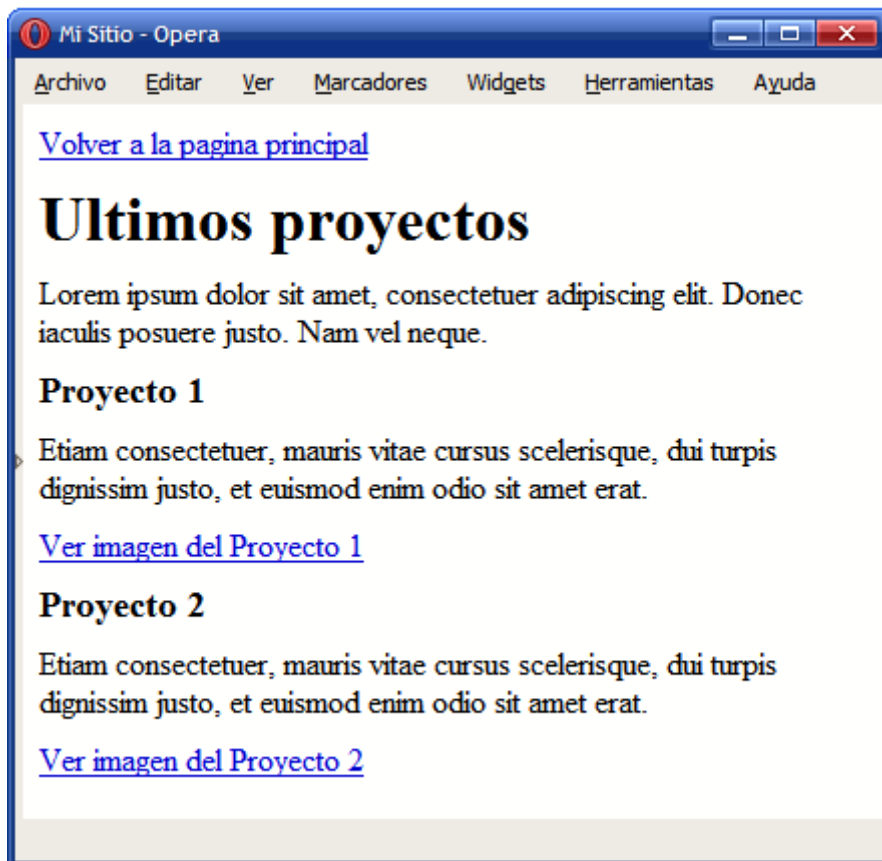 Mi Sitio - Opera
Archivo Editar Ver Marcadores Widgets Herramientas Ayuda
Volver a la pagina principal
Ultimos proyectos
Lorem ipsum dolor sit amet, consectetuer adipiscing elit. Donec
iaculis posuere justo. Nam vel neque.
Proyecto 1
Etiam consectetuer, mauris vitae cursus scelerisque, dui turpis
dignissim justo, et euismod enim odio sit amet erat.
Ver imagen del Proyecto 1
Proyecto 2
Etiam consectetuer, mauris vitae cursus scelerisque, dui turpis
dignissim justo, et euismod enim odio sit amet erat.
Ver imagen del Proyecto 2